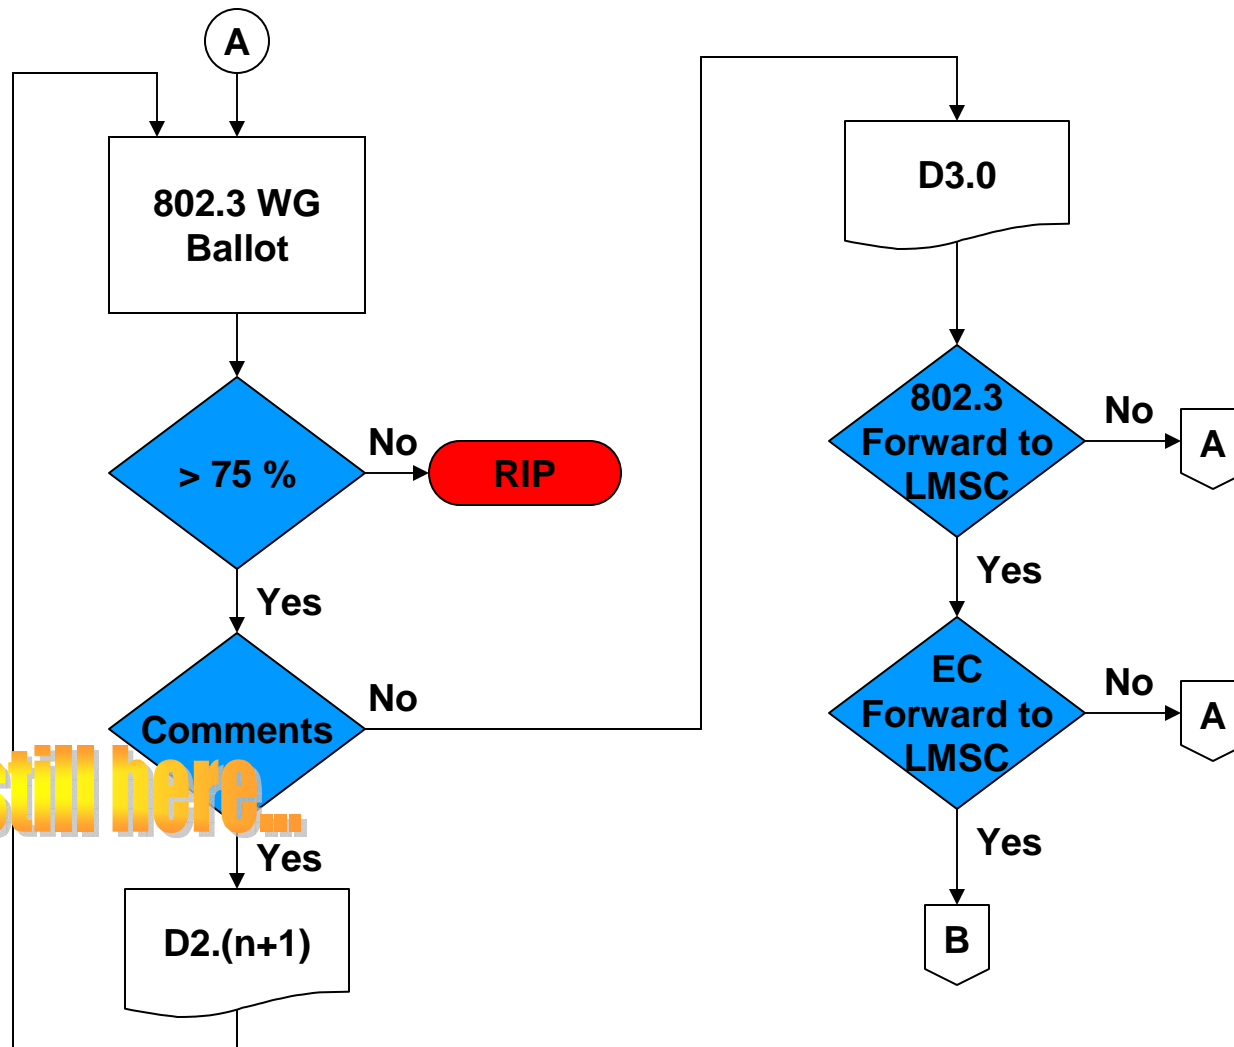 A
802.3 WG
Ballot
> 75 %
No
RIP
Yes
Comments
No
still here...
Yes
D2.(n+1)
D3.0
802.3
Forward to
LMSC
No
A
Yes
EC
Forward to
LMSC
No
A
Yes
B